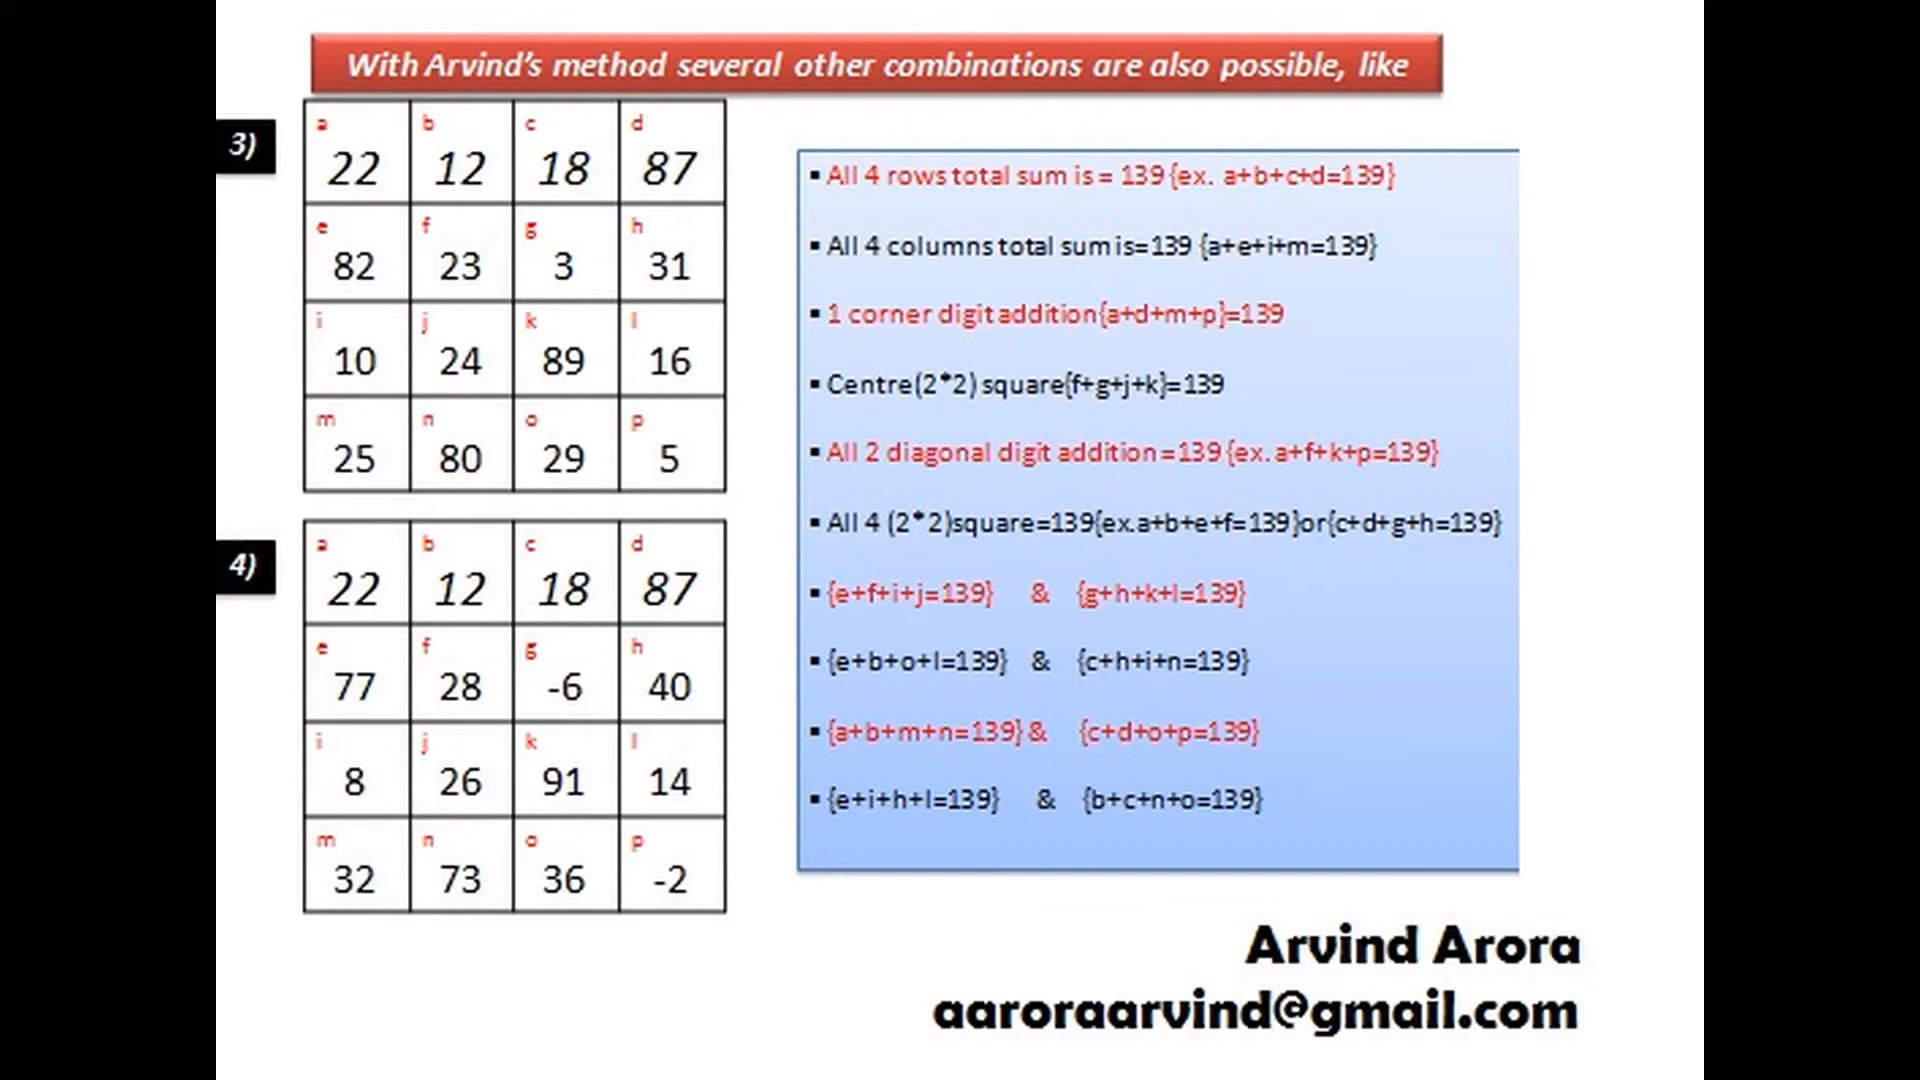 With Arvind's method several other combinations are also possible, like
3)
a b c d
22 12 18 87
e f g h
82 23 3 31
i j k l
10 24 89 16
m n o p
25 80 29 5
4)
a b c d
22 12 18 87
e f g h
77 28 -6 40
i j k l
8 26 91 14
m n o p
32 73 36 -2
▪ All 4 rows total sum is = 139 {ex. a+b+c+d=139}
▪ All 4 columns total sum is=139 {a+e+i+m=139}
▪ 1 corner digit addition{a+d+m+p}=139
▪ Centre(2*2) square{f+g+j+k}=139
▪ All 2 diagonal digit addition =139 {ex. a+f+k+p=139}
▪ All 4 (2*2)square=139{ex.a+b+e+f=139}or{c+d+g+h=139}
▪ {e+f+i+j=139} & {g+h+k+l=139}
▪ {e+b+o+l=139} & {c+h+i+n=139}
▪ {a+b+m+n=139} & {c+d+o+p=139}
▪ {e+i+h+l=139} & {b+c+n+o=139}
Arvind Arora
aaroraarvind@gmail.com